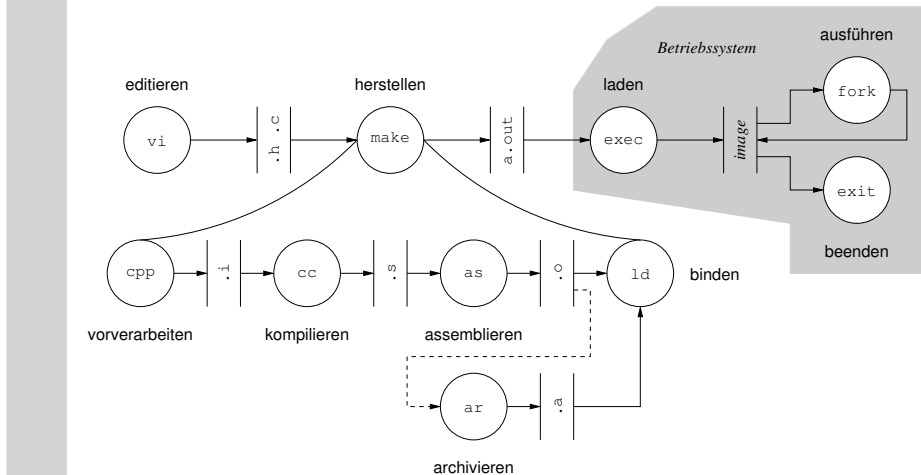 Betriebssystem
ausführen
editieren
herstellen
laden
vi
.h .c
make
a.out
exec
image
fork
exit
beenden
cpp
.i
cc
.s
as
.o
ld
binden
vorverarbeiten
kompilieren
assemblieren
ar
.a
archivieren